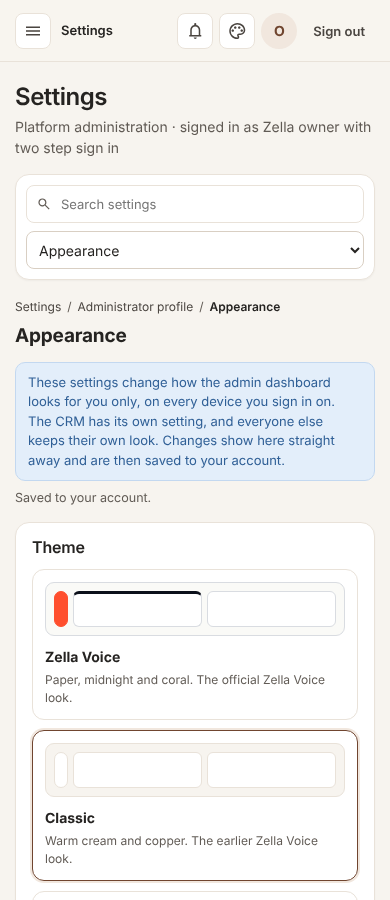 Settings
O
Sign out
Settings
Platform administration · signed in as Zella owner with
two step sign in
Search settings
Appearance
Settings / Administrator profile / Appearance
Appearance
These settings change how the admin dashboard
looks for you only, on every device you sign in on.
The CRM has its own setting, and everyone else
keeps their own look. Changes show here straight
away and are then saved to your account.
Saved to your account.
Theme
Zella Voice
Paper, midnight and coral. The official Zella Voice
look.
Classic
Warm cream and copper. The earlier Zella Voice
look.